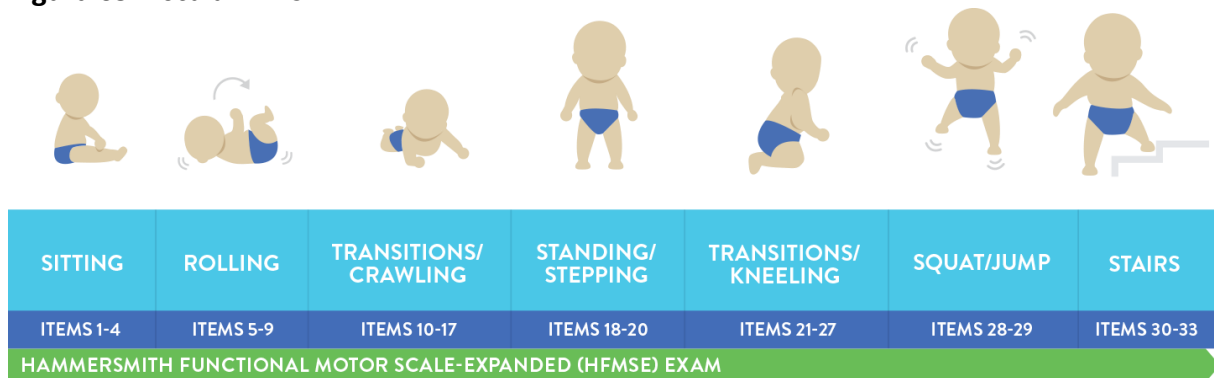 SITTING
ROLLING
TRANSITIONS/
CRAWLING
STANDING/
STEPPING
TRANSITIONS/
KNEELING
SQUAT/JUMP
STAIRS
ITEMS 1-4
ITEMS 5-9
ITEMS 10-17
ITEMS 18-20
ITEMS 21-27
ITEMS 28-29
ITEMS 30-33
HAMMERSMITH FUNCTIONAL MOTOR SCALE-EXPANDED (HFMSE) EXAM